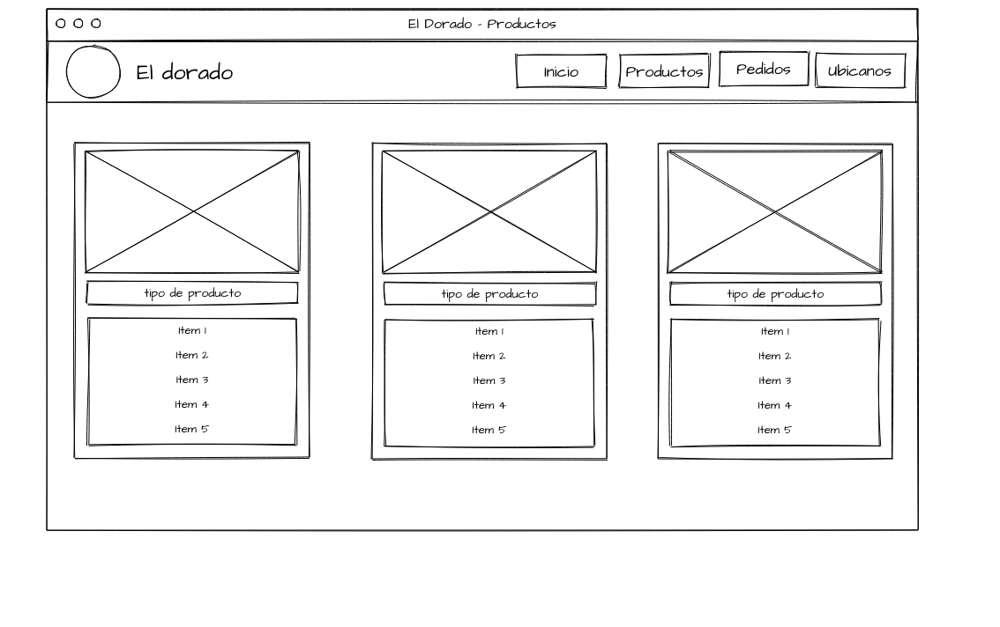 El Dorado - Productos
El dorado
Inicio
Productos
Pedidos
Ubicanos
tipo de producto
Item 1
Item 2
Item 3
Item 4
Item 5
tipo de producto
Item 1
Item 2
Item 3
Item 4
Item 5
tipo de producto
Item 1
Item 2
Item 3
Item 4
Item 5